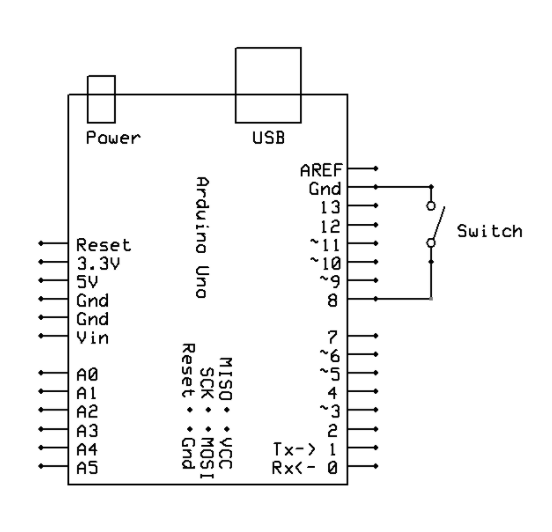 Power
USB
AREF
Gnd
13
12
~11
~10
~9
8
7
~6
~5
4
~3
2
Tx-> 1
Rx<- 0
Switch
Arduino Uno
Reset
3.3V
5V
Gnd
Gnd
Vin
A0
A1
A2
A3
A4
A5
MISO • • VCC
SCK • • MOSI
Reset • • Gnd